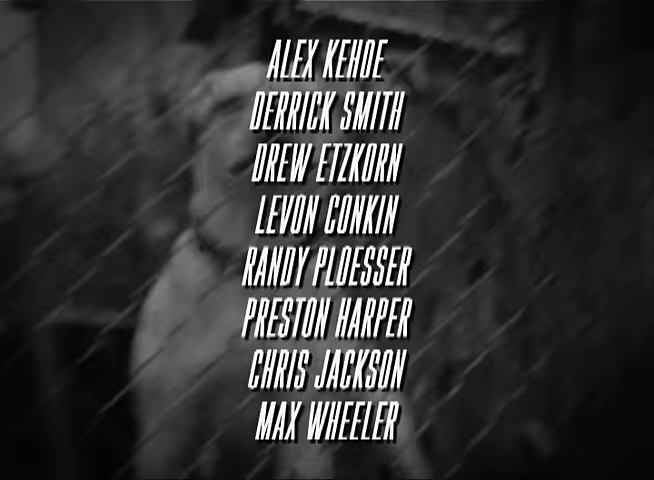 ALEX KEHOE
DERRICK SMITH
DREW ETZKORN
LEVON CONKIN
RANDY PLOESSER
PRESTON HARPER
CHRIS JACKSON
MAX WHEELER